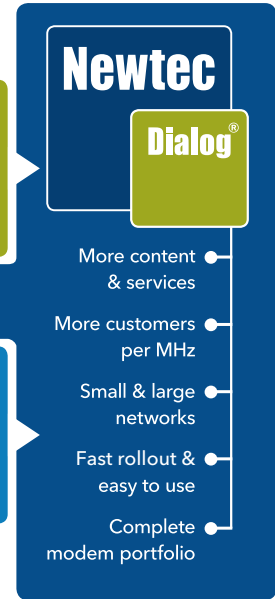 Newtec
Dialog®
More content
& services
More customers
per MHz
Small & large
networks
Fast rollout &
easy to use
Complete
modem portfolio